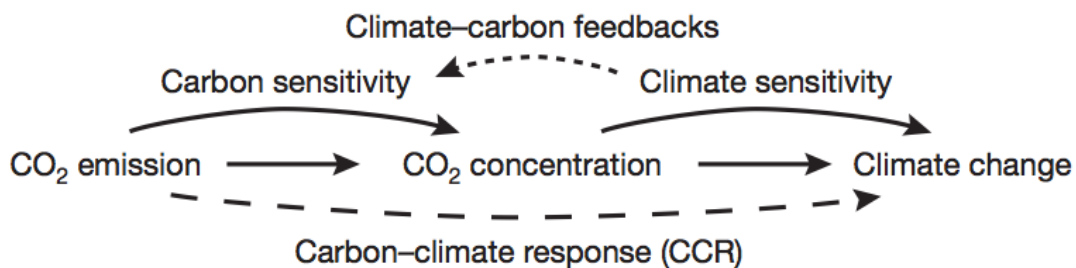 Climate–carbon feedbacks
Carbon sensitivity Climate sensitivity
CO₂ emission CO₂ concentration Climate change
Carbon–climate response (CCR)